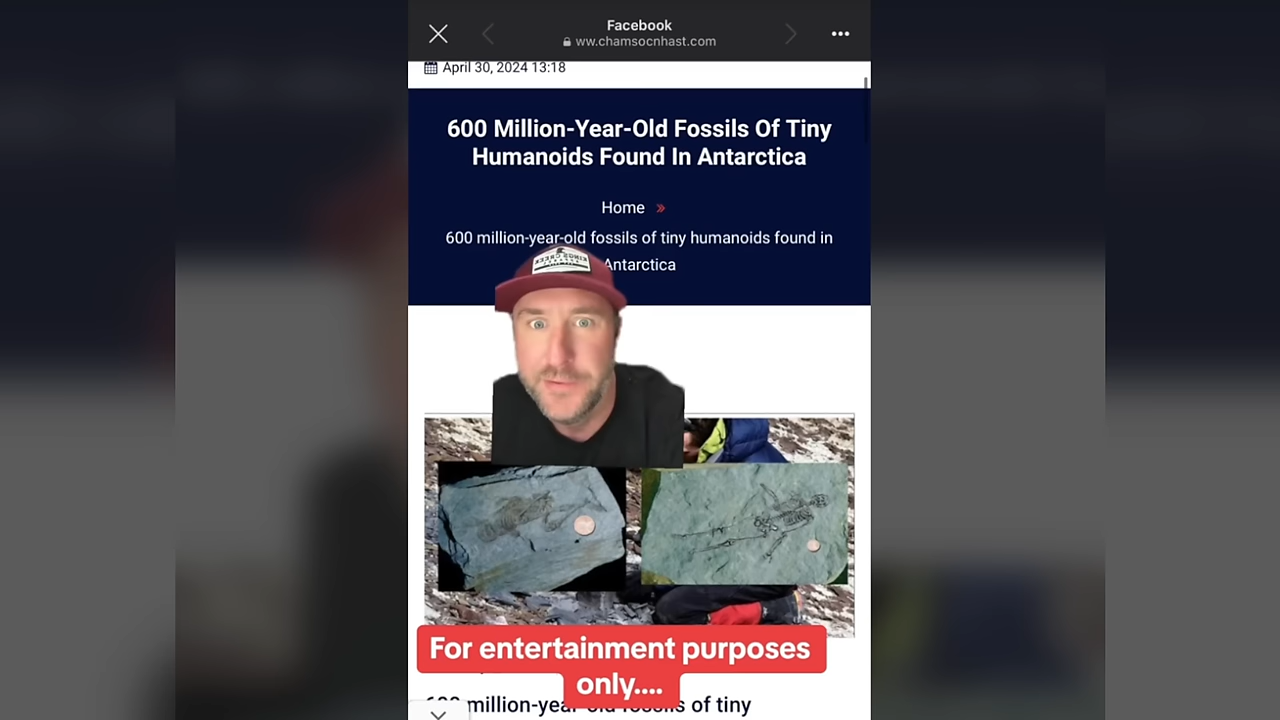 Facebook
ww.chamsocnhast.com
April 30, 2024 13:18
600 Million-Year-Old Fossils Of Tiny
Humanoids Found In Antarctica
Home »
600 million-year-old fossils of tiny humanoids found in
Antarctica
For entertainment purposes
only....
million-year-old fossils of tiny